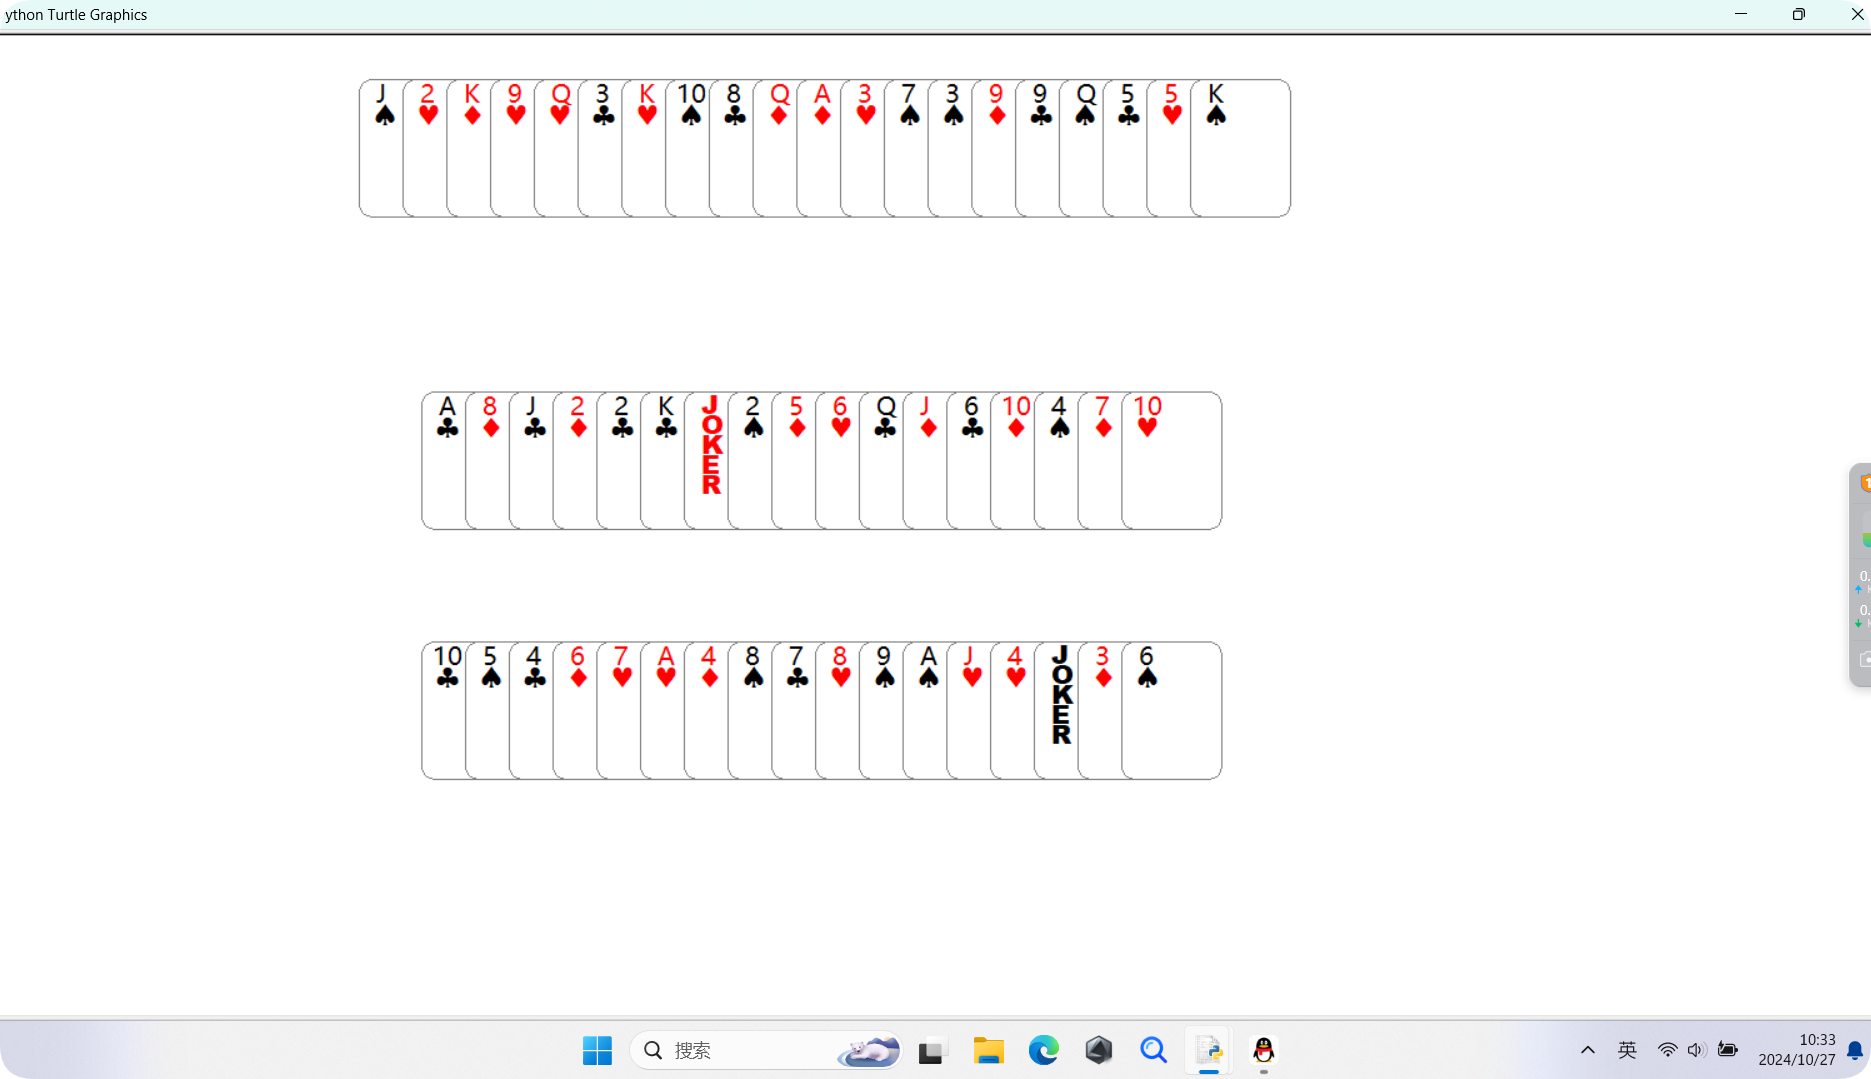 ython Turtle Graphics
J 2 K 9 Q 3 K 10 8 Q A 3 7 3 9 9 Q 5 5 K
A 8 J 2 2 K JOKER 2 5 6 Q J 6 10 4 7 10
10 5 4 6 7 A 4 8 7 8 9 A J 4 JOKER 3 6
0.
0.
搜索
英
10:33
2024/10/27